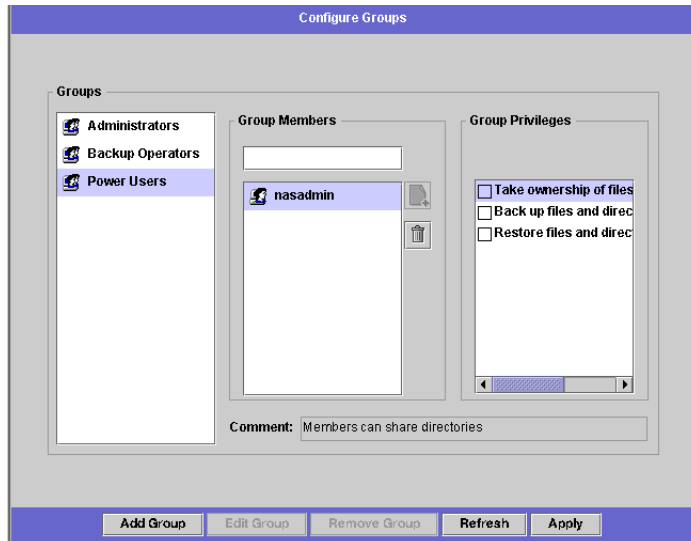 Configure Groups
Groups
Administrators
Backup Operators
Power Users
Group Members
nasadmin
Group Privileges
Take ownership of files
Back up files and direc
Restore files and direc
Comment: Members can share directories
Add Group Edit Group Remove Group Refresh Apply